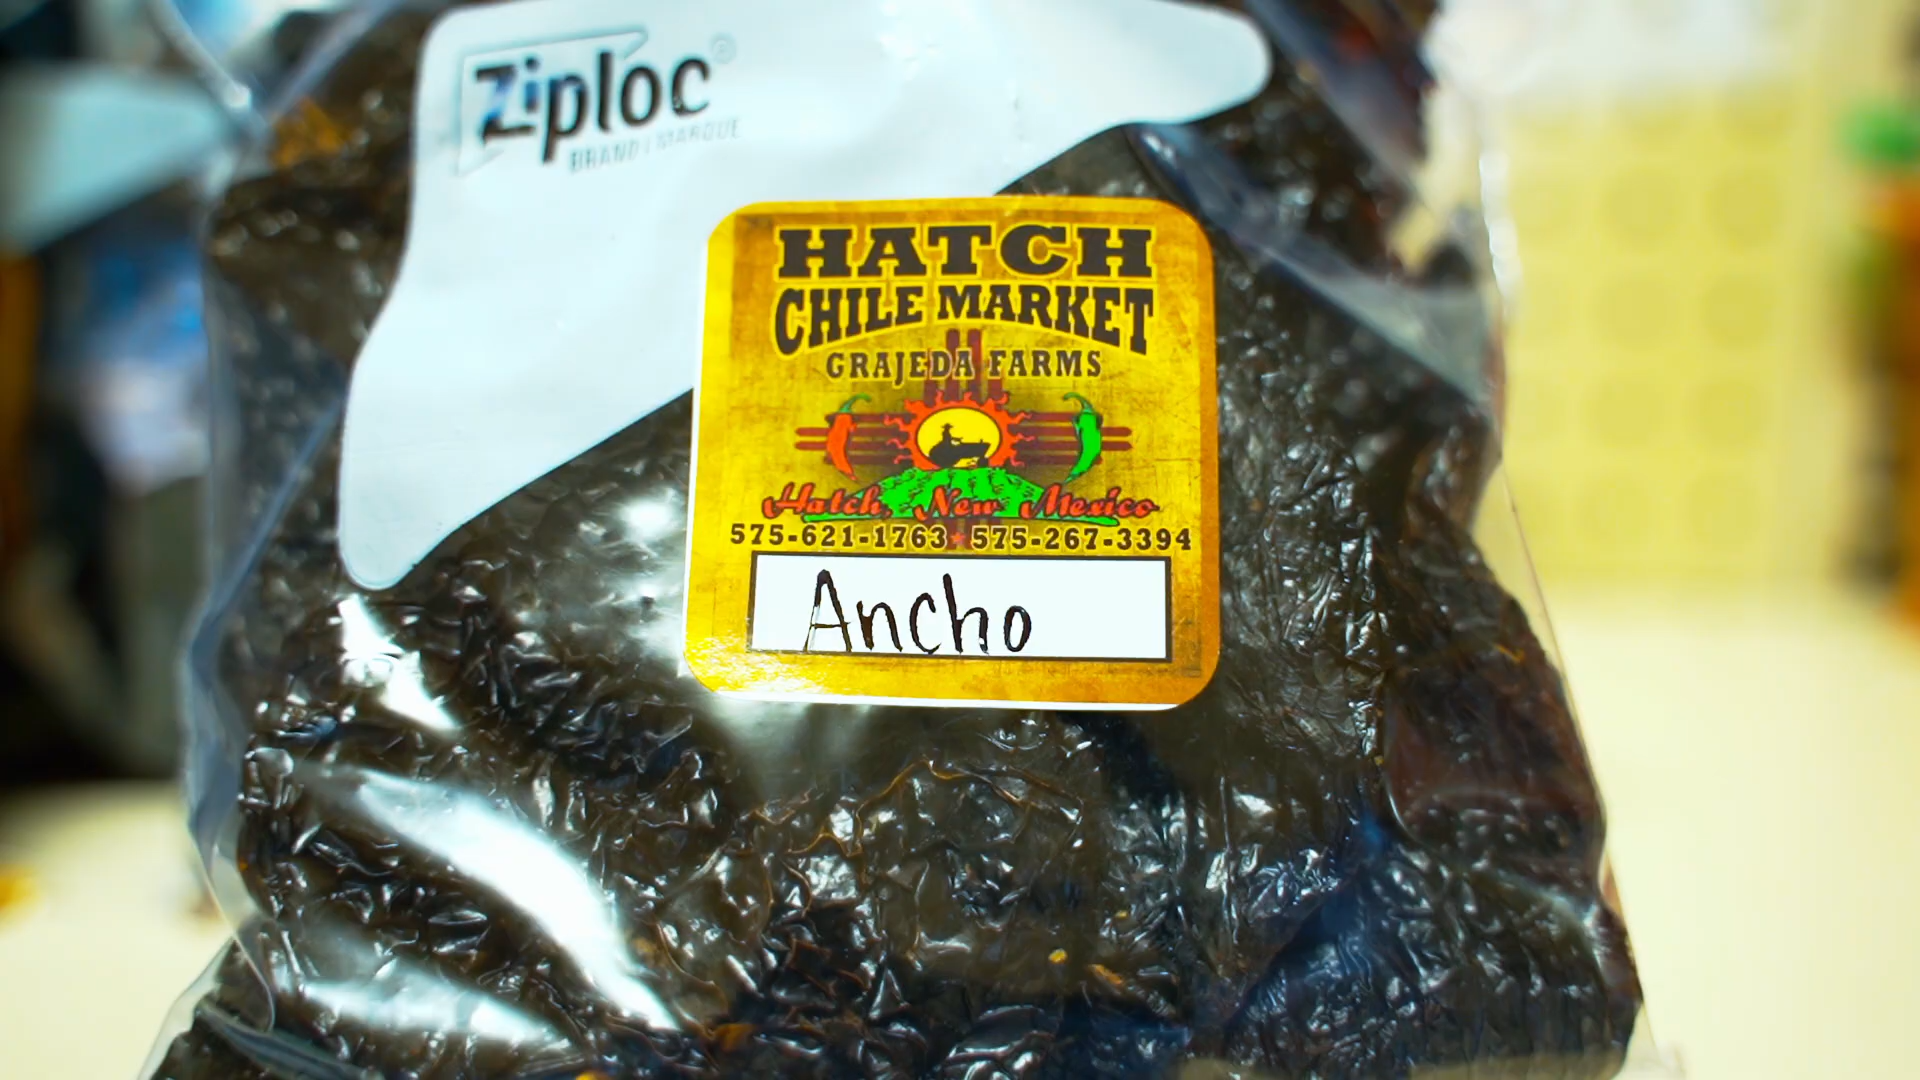 Ziploc®
BRAND | MARQUE
HATCH
CHILE MARKET
GRAJEDA FARMS
Hatch, New Mexico
575-621-1763 ★ 575-267-3394
Ancho